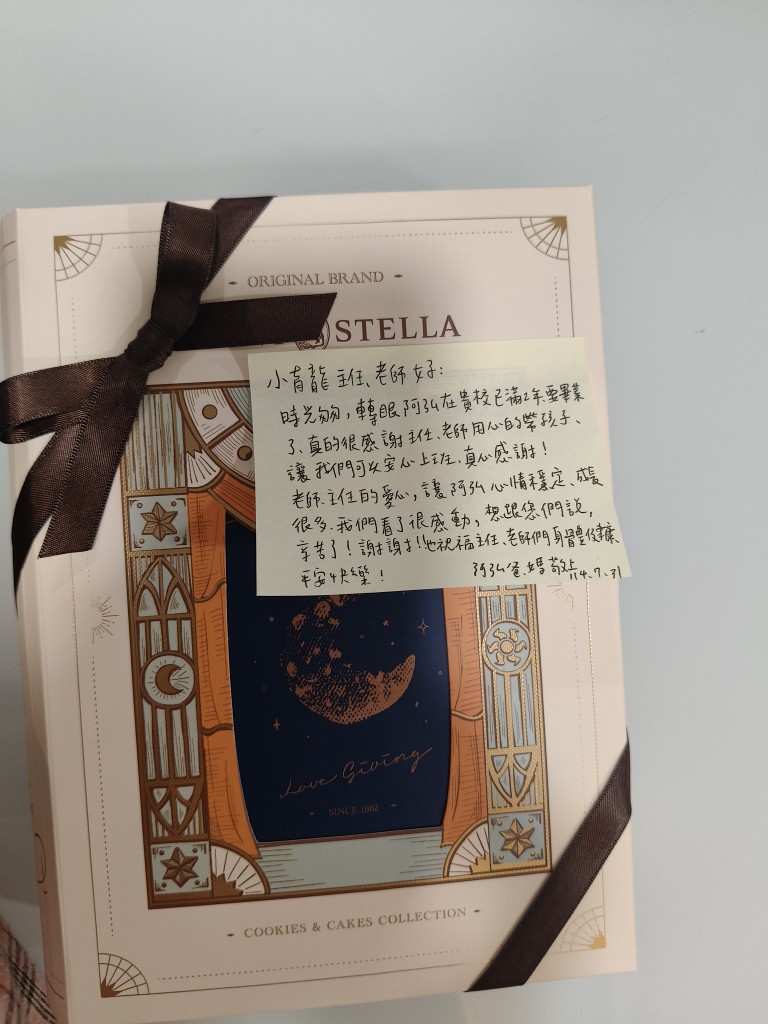 ORIGINAL BRAND
STELLA
小青龍主任、老師好:
時光匆匆,轉眼阿弘在貴校已滿2年要畢業
了、真的很感謝主任、老師用心的帶孩子、
讓我們可以安心上班、真心感謝!
老師、主任的愛心,讓阿弘心情穩定、成長
很多、我們看了很感動,想跟您們說,
辛苦了!謝謝!!也祝福主任、老師們身體健康、
平安快樂!
阿弘爸、媽敬上 114.7.31
Love Giving
SINCE 1982
COOKIES & CAKES COLLECTION